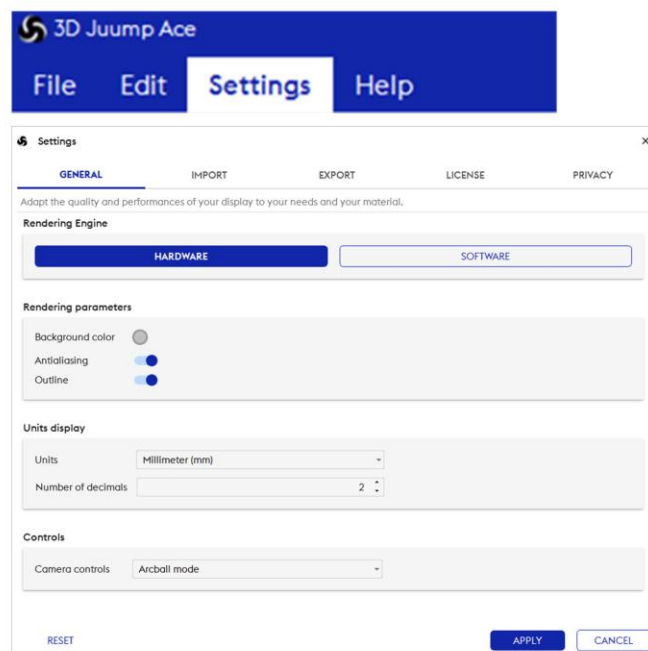 3D Juump Ace
File Edit Settings Help
Settings
GENERAL IMPORT EXPORT LICENSE PRIVACY
Adapt the quality and performances of your display to your needs and your material.
Rendering Engine
HARDWARE SOFTWARE
Rendering parameters
Background color
Antialiasing
Outline
Units display
Units Millimeter (mm)
Number of decimals 2
Controls
Camera controls Arcball mode
RESET APPLY CANCEL